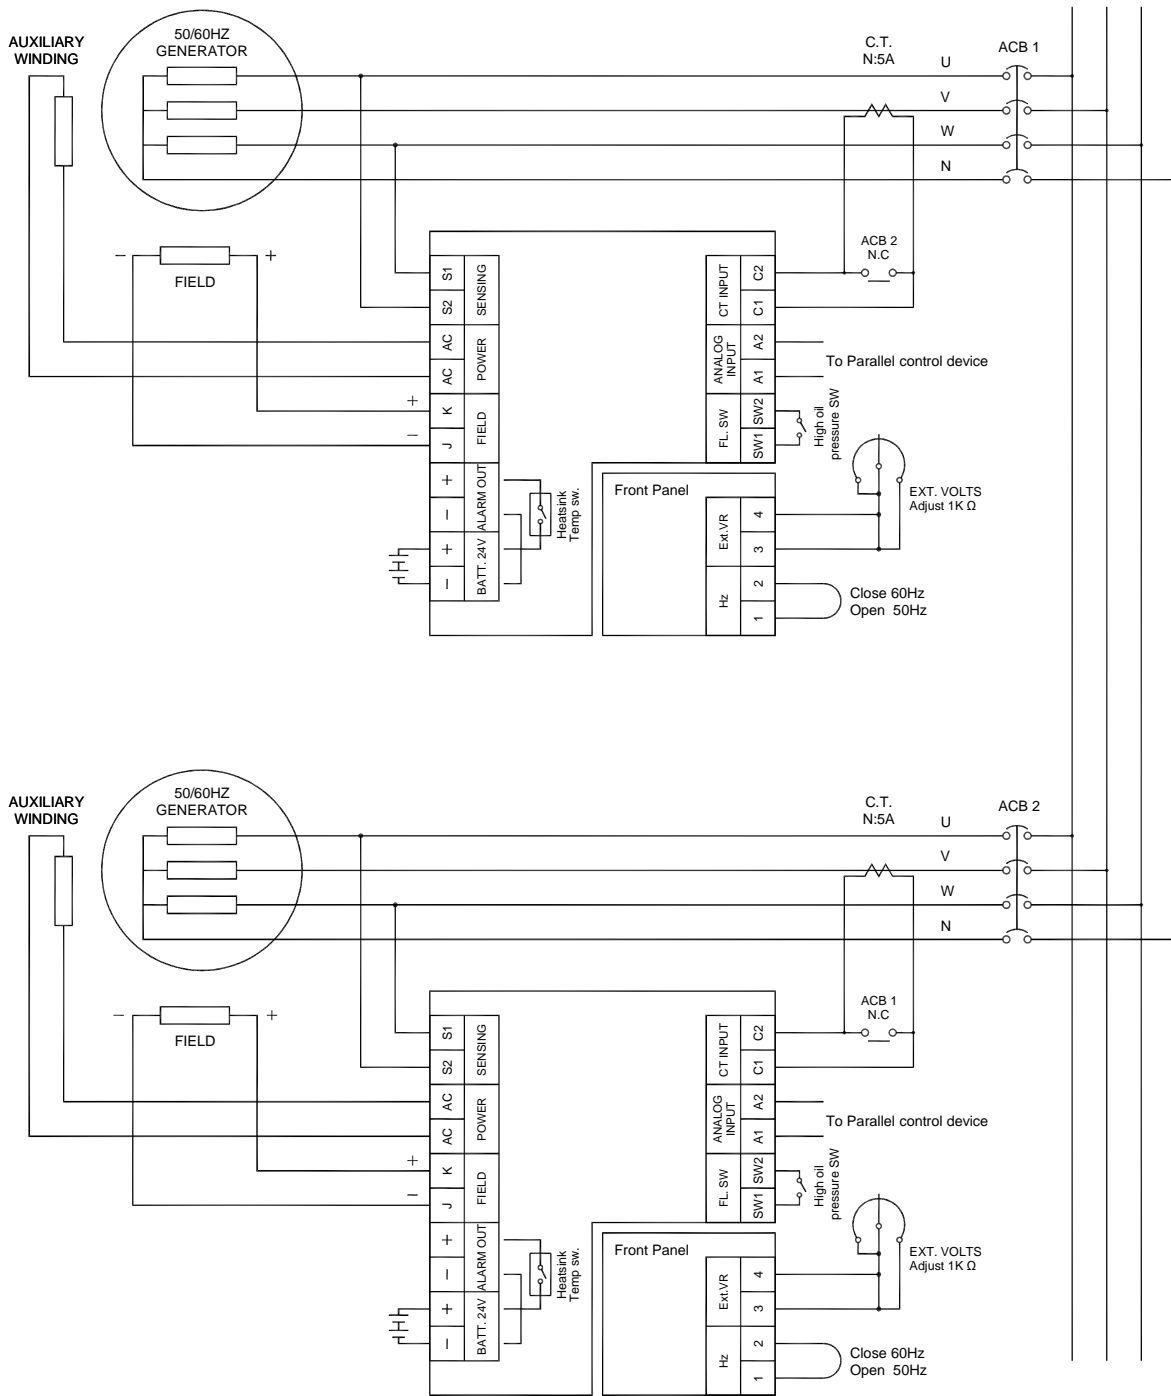 AUXILIARY
WINDING
50/60HZ
GENERATOR
C.T.
N:5A
ACB 1
U
V
W
N
−
+
FIELD
ACB 2
N.C
S1
S2
SENSING
AC
AC
POWER
+
K
−
J
FIELD
+
−
ALARM OUT
+
−
BATT. 24V
Heatsink
Temp sw.
CT INPUT
C2
C1
ANALOG
INPUT
A2
A1
To Parallel control device
FL. SW
SW2
SW1
High oil
pressure SW
Front Panel
Ext.VR
4
3
EXT. VOLTS
Adjust 1K Ω
Hz
2
1
Close 60Hz
Open 50Hz
AUXILIARY
WINDING
50/60HZ
GENERATOR
C.T.
N:5A
ACB 2
U
V
W
N
−
+
FIELD
ACB 1
N.C
S1
S2
SENSING
AC
AC
POWER
+
K
−
J
FIELD
+
−
ALARM OUT
+
−
BATT. 24V
Heatsink
Temp sw.
CT INPUT
C2
C1
ANALOG
INPUT
A2
A1
To Parallel control device
FL. SW
SW2
SW1
High oil
pressure SW
Front Panel
Ext.VR
4
3
EXT. VOLTS
Adjust 1K Ω
Hz
2
1
Close 60Hz
Open 50Hz